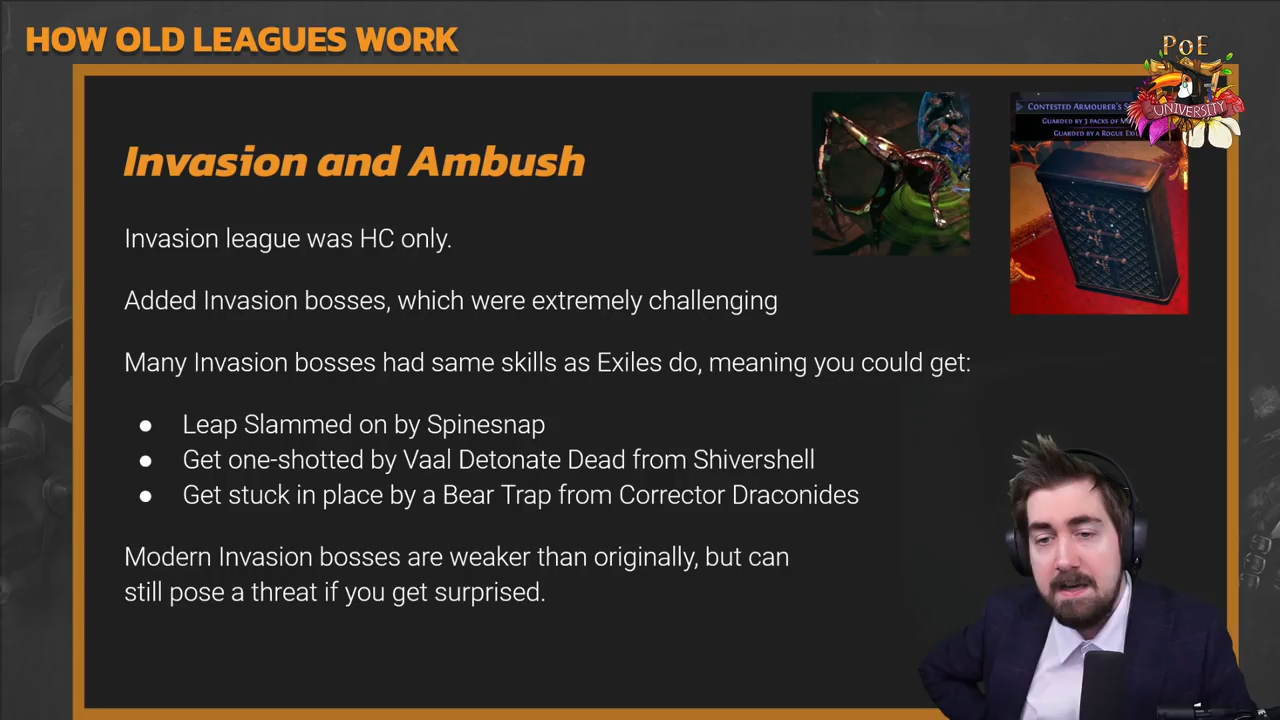 HOW OLD LEAGUES WORK
PoE
UNIVERSITY
Invasion and Ambush
CONTESTED ARMOURER'S
GUARDED BY 3 PACKS OF
GUARDED BY A ROGUE
Invasion league was HC only.
Added Invasion bosses, which were extremely challenging
Many Invasion bosses had same skills as Exiles do, meaning you could get:
● Leap Slammed on by Spinesnap
● Get one-shotted by Vaal Detonate Dead from Shivershell
● Get stuck in place by a Bear Trap from Corrector Draconides
Modern Invasion bosses are weaker than originally, but can
still pose a threat if you get surprised.